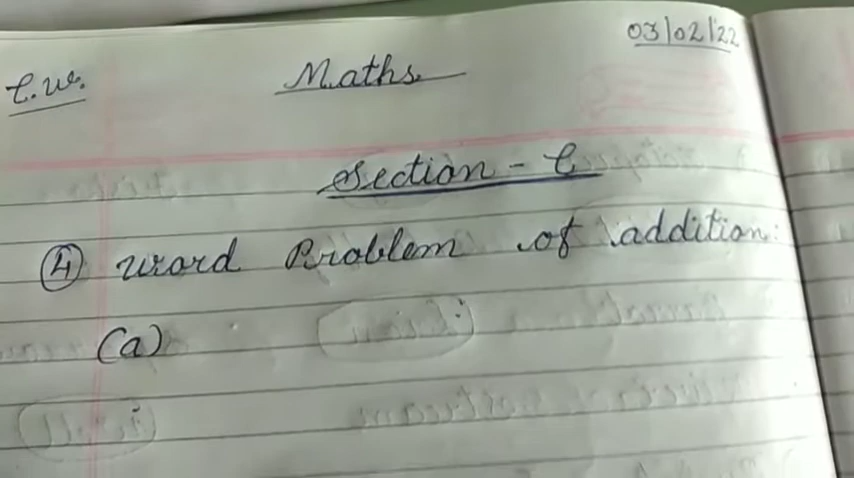 03/02/22
C.W. Maths
Section - C
④ Word Problem of addition:
(a)